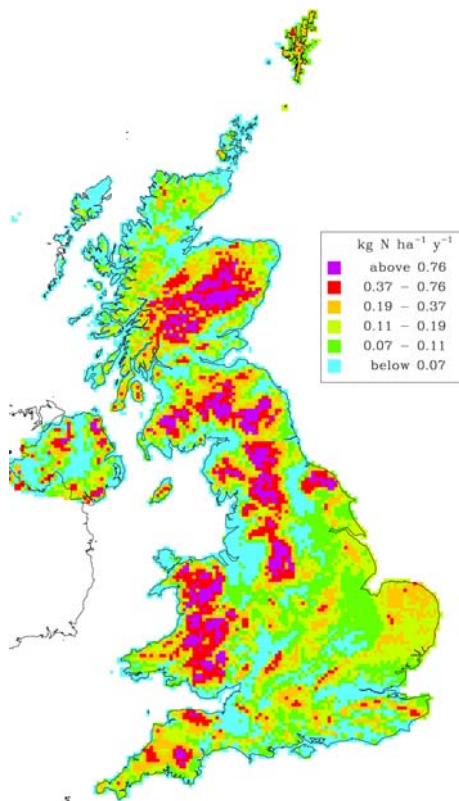 kg N ha⁻¹ y⁻¹
above 0.76
0.37 – 0.76
0.19 – 0.37
0.11 – 0.19
0.07 – 0.11
below 0.07